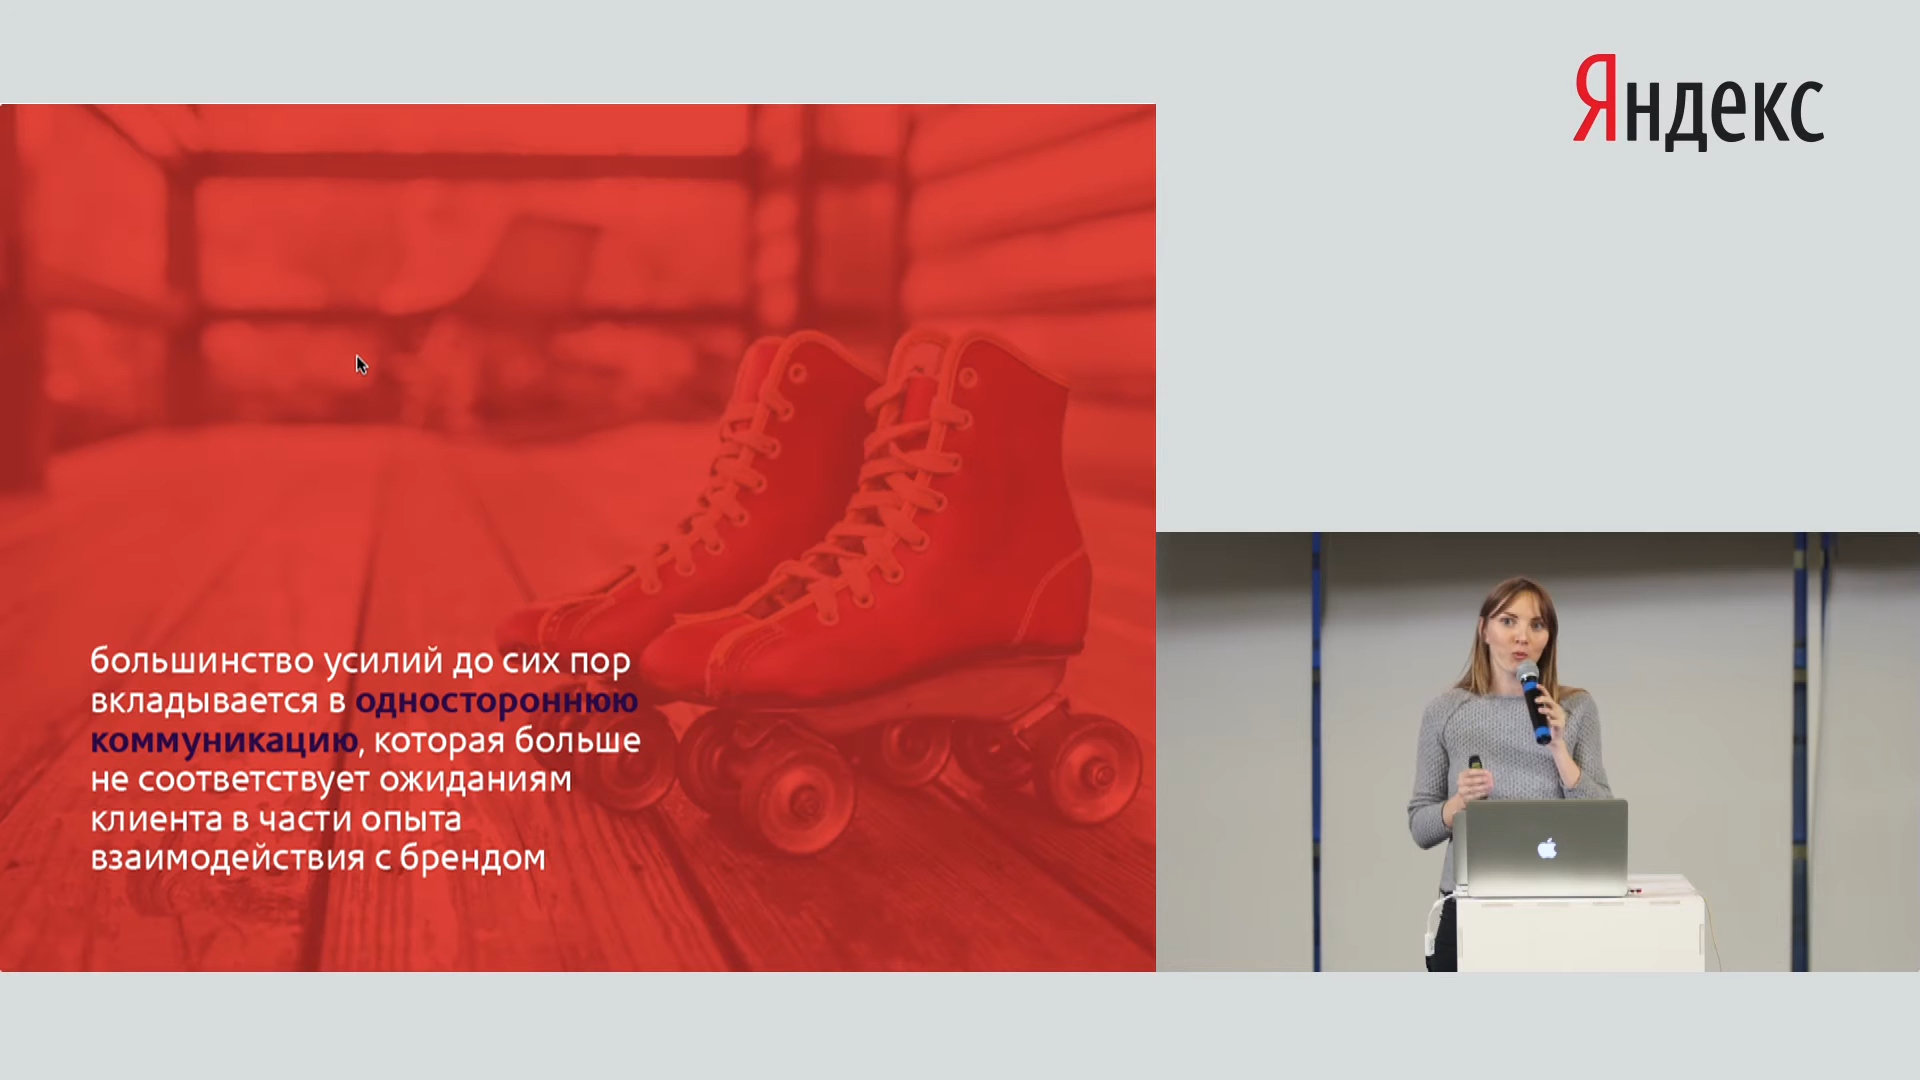 Яндекс
большинство усилий до сих пор
вкладывается в одностороннюю
коммуникацию, которая больше
не соответствует ожиданиям
клиента в части опыта
взаимодействия с брендом